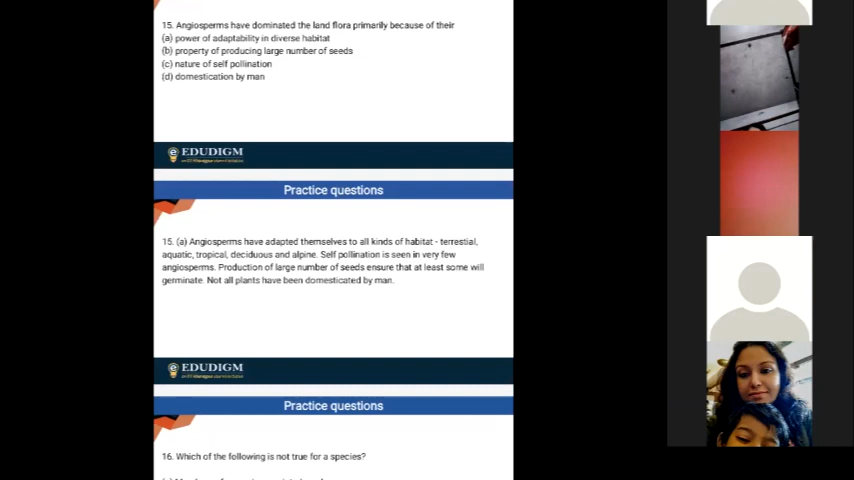 15. Angiosperms have dominated the land flora primarily because of their
(a) power of adaptability in diverse habitat
(b) property of producing large number of seeds
(c) nature of self pollination
(d) domestication by man
EDUDIGM
Practice questions
15. (a) Angiosperms have adapted themselves to all kinds of habitat - terrestial,
aquatic, tropical, deciduous and alpine. Self pollination is seen in very few
angiosperms. Production of large number of seeds ensure that at least some will
germinate. Not all plants have been domesticated by man.
EDUDIGM
Practice questions
16. Which of the following is not true for a species?